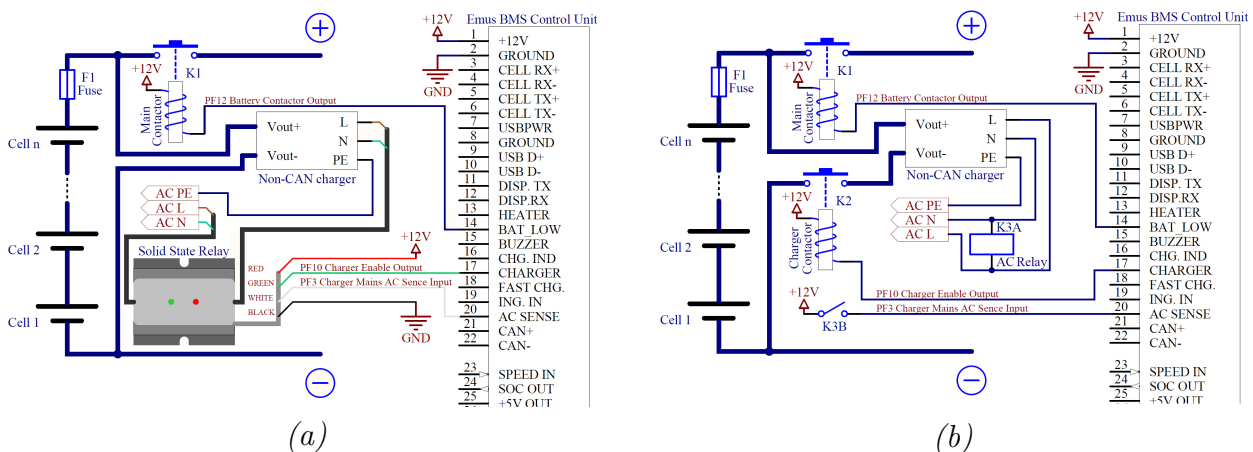 +12V
Emus BMS Control Unit
1 +12V
2 GROUND
3 CELL RX+
4 CELL RX-
5 CELL TX+
6 CELL TX-
7 USBPWR
8 GROUND
9 USB D+
10 USB D-
11 DISP. TX
12 DISP.RX
13 HEATER
14 BAT_LOW
15 BUZZER
16 CHG. IND
17 CHARGER
18 FAST CHG.
19 ING. IN
20 AC SENSE
21 CAN+
22 CAN-
23 SPEED IN
24 SOC OUT
25 +5V OUT
GND
K1
+12V
F1
Fuse
Main
Contactor
PF12 Battery Contactor Output
Vout+
Vout-
L
N
PE
Non-CAN charger
Cell n
AC PE
AC L
AC N
Cell 2
Solid State Relay
+12V
RED
GREEN
WHITE
BLACK
PF10 Charger Enable Output
PF3 Charger Mains AC Sence Input
GND
Cell 1
(a)
+12V
Emus BMS Control Unit
1 +12V
2 GROUND
3 CELL RX+
4 CELL RX-
5 CELL TX+
6 CELL TX-
7 USBPWR
8 GROUND
9 USB D+
10 USB D-
11 DISP. TX
12 DISP.RX
13 HEATER
14 BAT_LOW
15 BUZZER
16 CHG. IND
17 CHARGER
18 FAST CHG.
19 ING. IN
20 AC SENSE
21 CAN+
22 CAN-
23 SPEED IN
24 SOC OUT
25 +5V OUT
GND
K1
+12V
F1
Fuse
Main
Contactor
PF12 Battery Contactor Output
Vout+
Vout-
L
N
PE
Non-CAN charger
Cell n
K2
+12V
Charger
Contactor
AC PE
AC N
AC L
K3A
AC Relay
Cell 2
PF10 Charger Enable Output
+12V
PF3 Charger Mains AC Sence Input
K3B
Cell 1
(b)